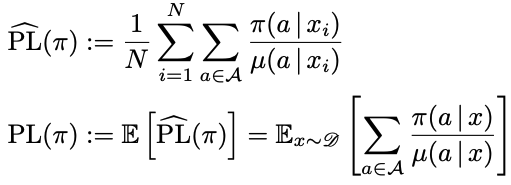 $\widehat{\mathrm{PL}}(\pi) := \frac{1}{N} \sum_{i=1}^{N} \sum_{a \in \mathcal{A}} \frac{\pi(a \mid x_i)}{\mu(a \mid x_i)}$
$\mathrm{PL}(\pi) := \mathbb{E}\left[\widehat{\mathrm{PL}}(\pi)\right] = \mathbb{E}_{x \sim \mathscr{D}}\left[\sum_{a \in \mathcal{A}} \frac{\pi(a \mid x)}{\mu(a \mid x)}\right]$